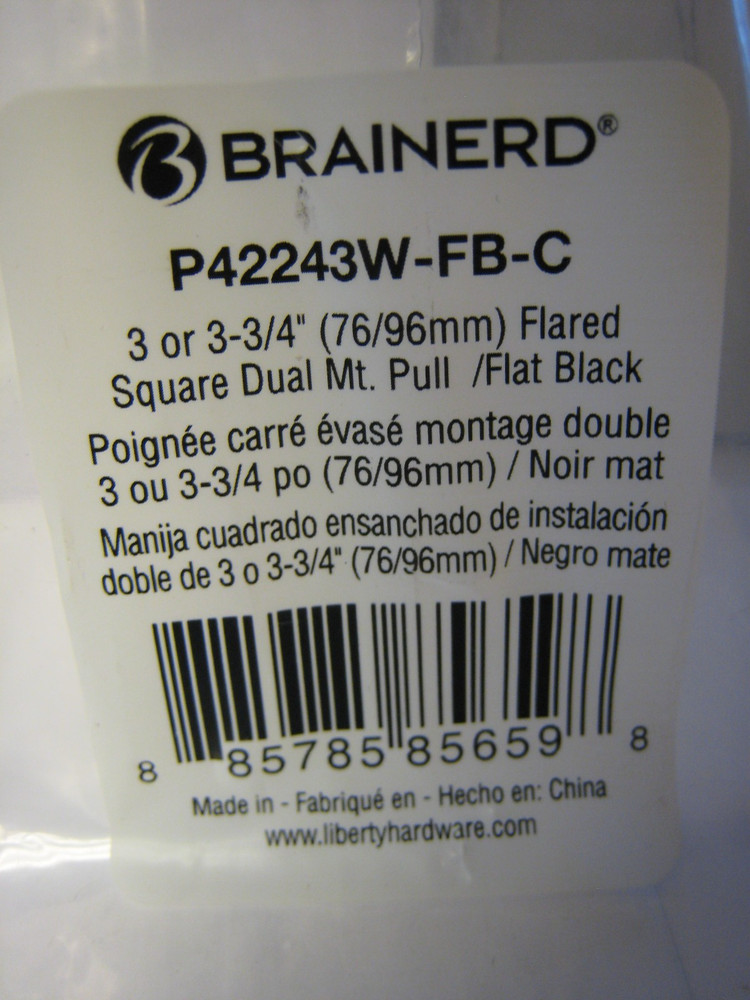 BRAINERD®
P42243W-FB-C
3 or 3-3/4" (76/96mm) Flared
Square Dual Mt. Pull /Flat Black
Poignée carré évasé montage double
3 ou 3-3/4 po (76/96mm) / Noir mat
Manija cuadrado ensanchado de instalación
doble de 3 o 3-3/4" (76/96mm) / Negro mate
8 85785 85659 8
Made in - Fabriqué en - Hecho en: China
www.libertyhardware.com